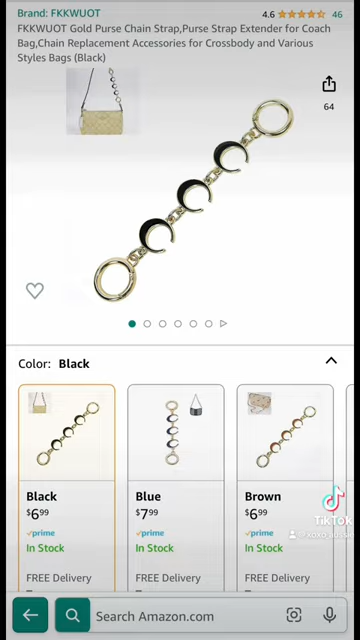 Brand: FKKWUOT
4.6
46
FKKWUOT Gold Purse Chain Strap,Purse Strap Extender for Coach
Bag,Chain Replacement Accessories for Crossbody and Various
Styles Bags (Black)
64
Color: Black
Black
$6.99
prime
In Stock
FREE Delivery
Blue
$7.99
prime
In Stock
FREE Delivery
Brown
$6.99
prime
In Stock
FREE Delivery
TikTok
Search Amazon.com